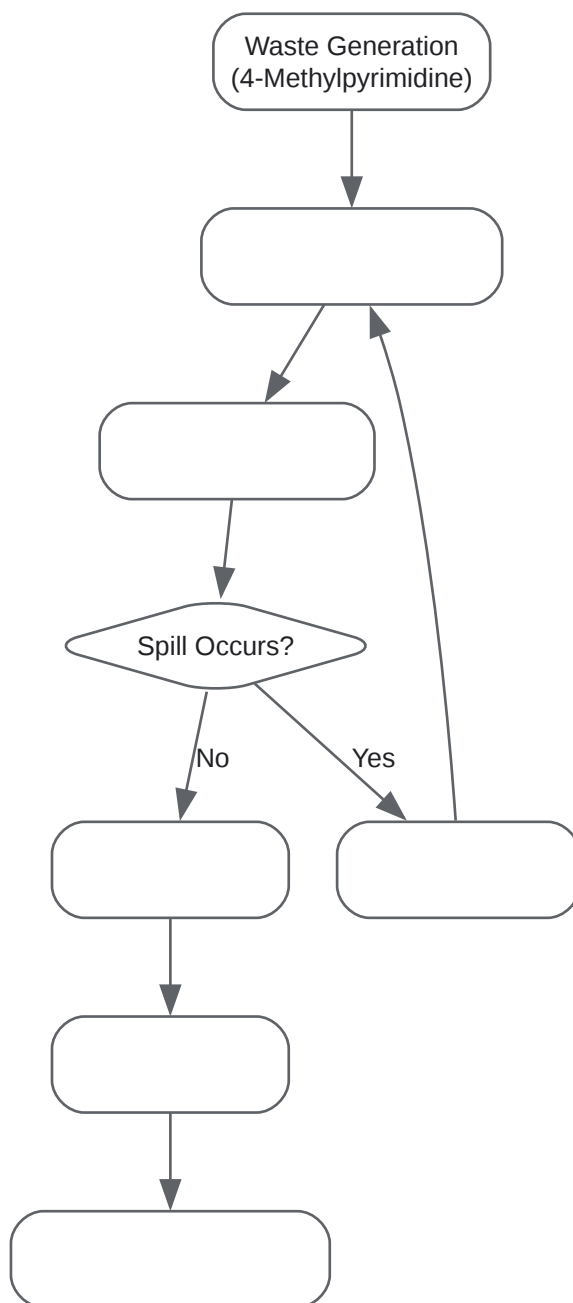 Waste Generation
(4-Methylpyrimidine)
Spill Occurs?
No
Yes